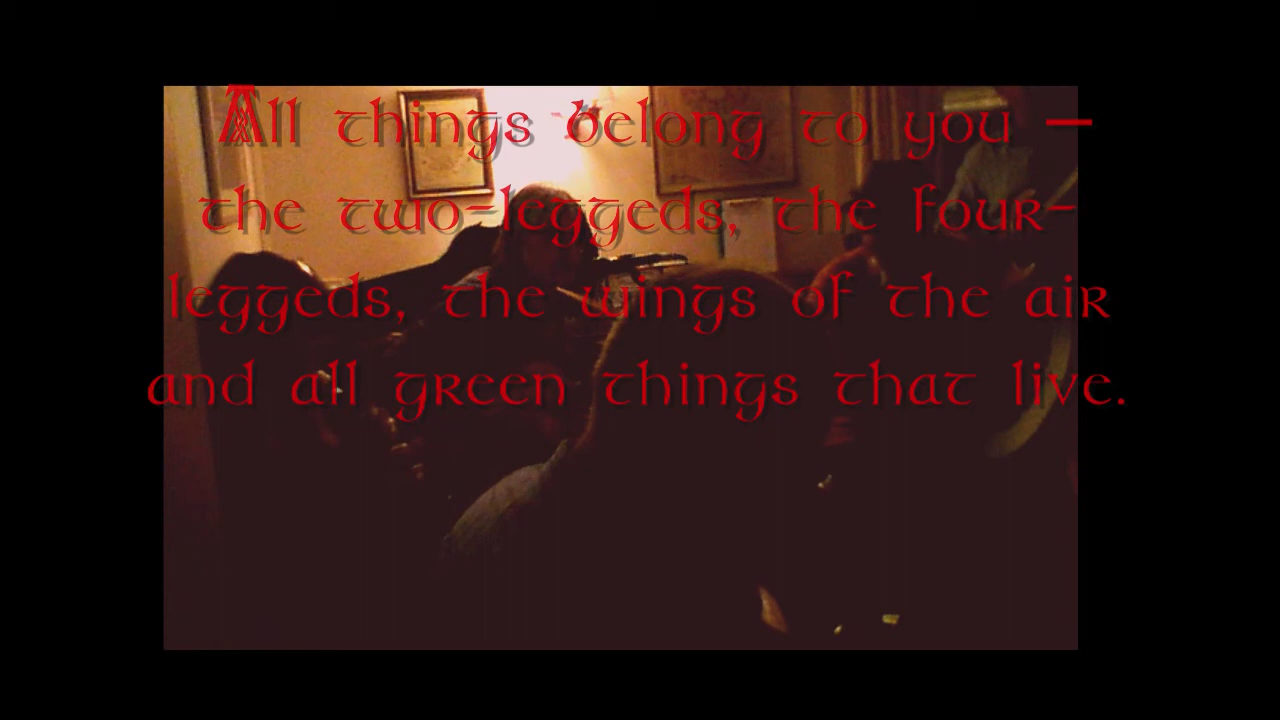 All things belong to you —
the two-leggeds, the four-
leggeds, the wings of the air
and all green things that live.